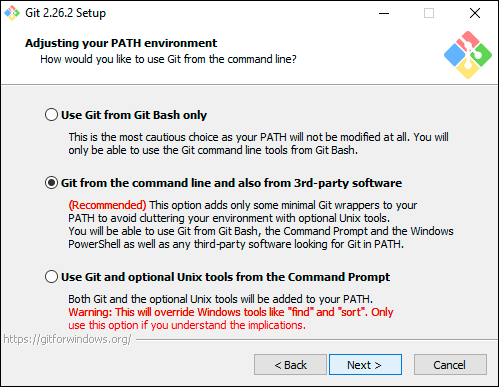 Git 2.26.2 Setup
Adjusting your PATH environment
How would you like to use Git from the command line?
Use Git from Git Bash only
This is the most cautious choice as your PATH will not be modified at all. You will
only be able to use the Git command line tools from Git Bash.
Git from the command line and also from 3rd-party software
(Recommended) This option adds only some minimal Git wrappers to your
PATH to avoid cluttering your environment with optional Unix tools.
You will be able to use Git from Git Bash, the Command Prompt and the Windows
PowerShell as well as any third-party software looking for Git in PATH.
Use Git and optional Unix tools from the Command Prompt
Both Git and the optional Unix tools will be added to your PATH.
Warning: This will override Windows tools like "find" and "sort". Only
use this option if you understand the implications.
https://gitforwindows.org/
< Back
Next >
Cancel